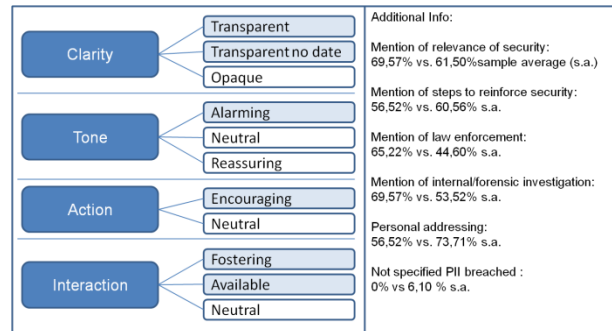 Clarity
Transparent
Transparent no date
Opaque
Tone
Alarming
Neutral
Reassuring
Action
Encouraging
Neutral
Interaction
Fostering
Available
Neutral
Additional Info:
Mention of relevance of security:
69,57% vs. 61,50%sample average (s.a.)
Mention of steps to reinforce security:
56,52% vs. 60,56% s.a.
Mention of law enforcement:
65,22% vs. 44,60% s.a.
Mention of internal/forensic investigation:
69,57% vs. 53,52% s.a.
Personal addressing:
56,52% vs. 73,71% s.a.
Not specified PII breached :
0% vs 6,10 % s.a.